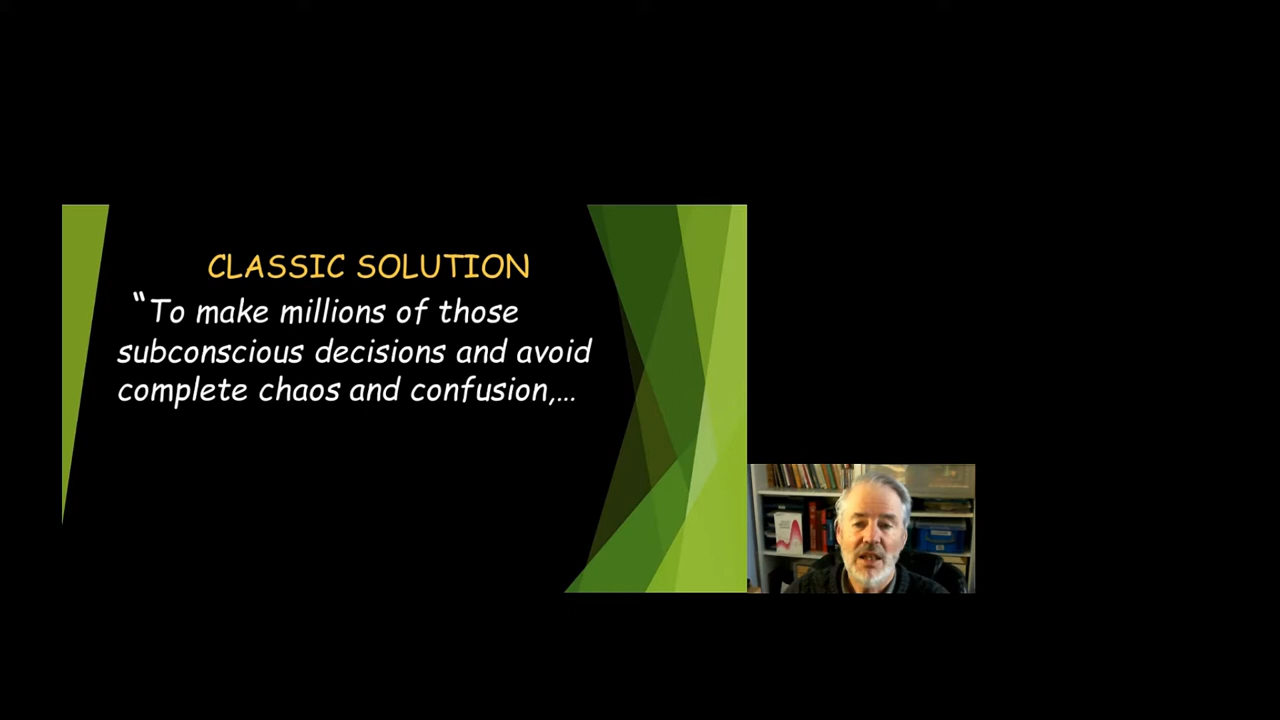 CLASSIC SOLUTION
“To make millions of those
subconscious decisions and avoid
complete chaos and confusion,…